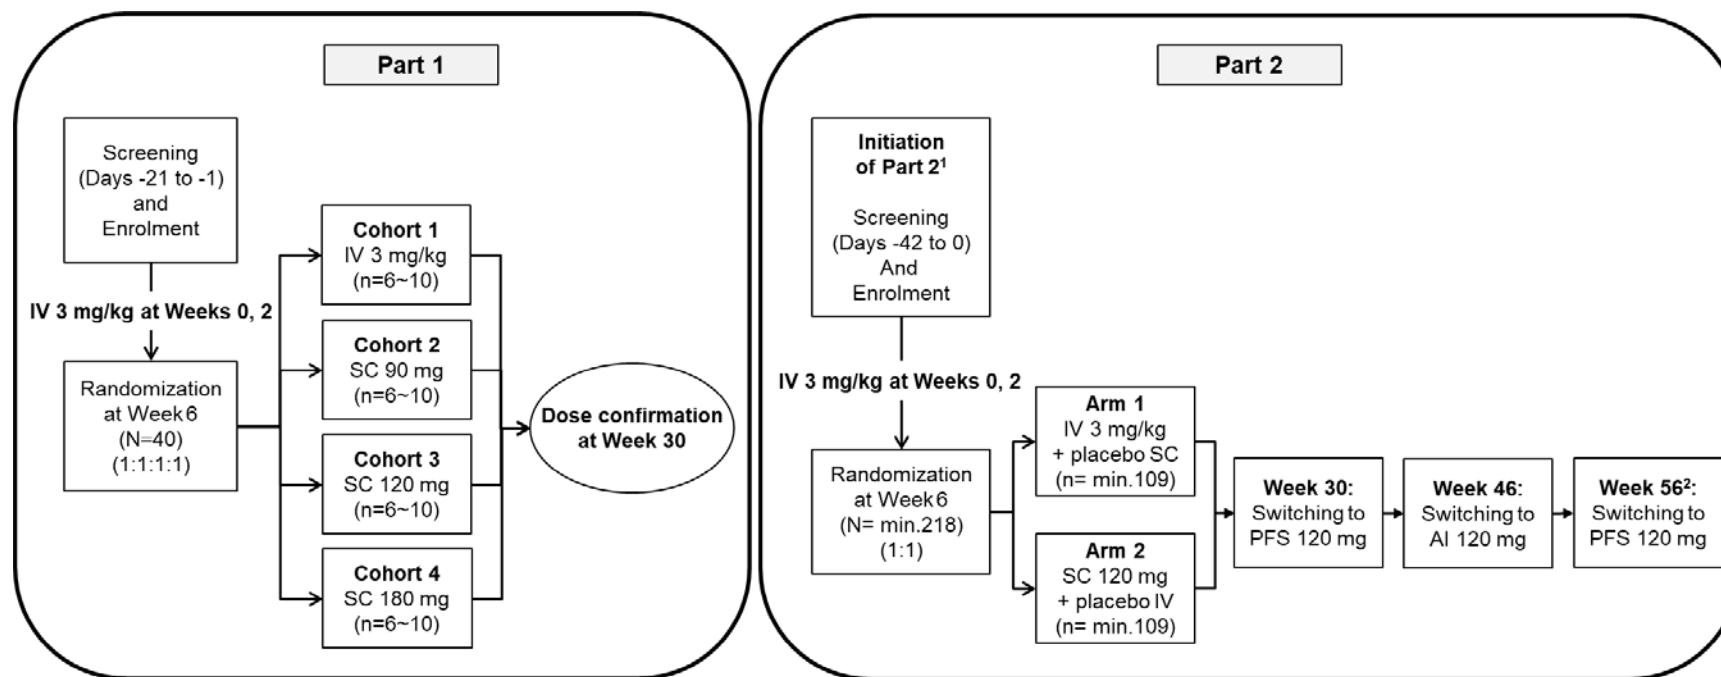 Part 1
Screening
(Days -21 to -1)
and
Enrolment
IV 3 mg/kg at Weeks 0, 2
Randomization
at Week 6
(N=40)
(1:1:1:1)
Cohort 1
IV 3 mg/kg
(n=6~10)
Cohort 2
SC 90 mg
(n=6~10)
Cohort 3
SC 120 mg
(n=6~10)
Cohort 4
SC 180 mg
(n=6~10)
Dose confirmation
at Week 30
Part 2
Initiation
of Part 2¹
Screening
(Days -42 to 0)
And
Enrolment
IV 3 mg/kg at Weeks 0, 2
Randomization
at Week 6
(N= min.218)
(1:1)
Arm 1
IV 3 mg/kg
+ placebo SC
(n= min.109)
Arm 2
SC 120 mg
+ placebo IV
(n= min.109)
Week 30:
Switching to
PFS 120 mg
Week 46:
Switching to
AI 120 mg
Week 56²:
Switching to
PFS 120 mg